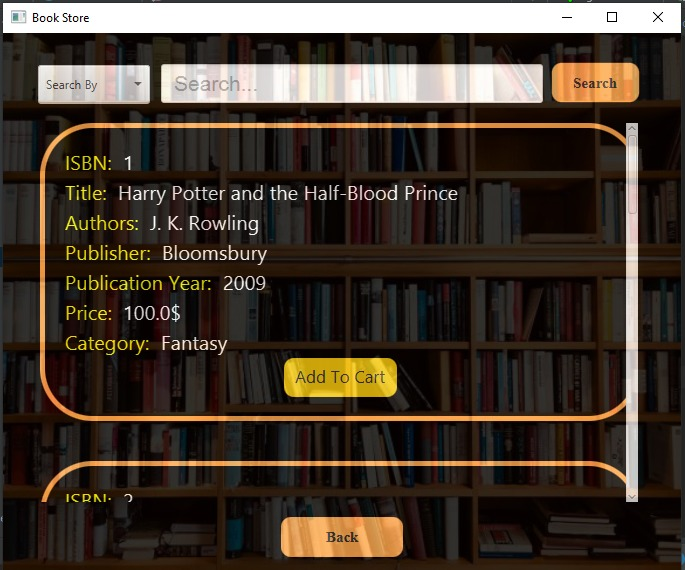 Book Store
Search By
Search...
Search
ISBN: 1
Title: Harry Potter and the Half-Blood Prince
Authors: J. K. Rowling
Publisher: Bloomsbury
Publication Year: 2009
Price: 100.0$
Category: Fantasy
Add To Cart
ISBN: 2
Back